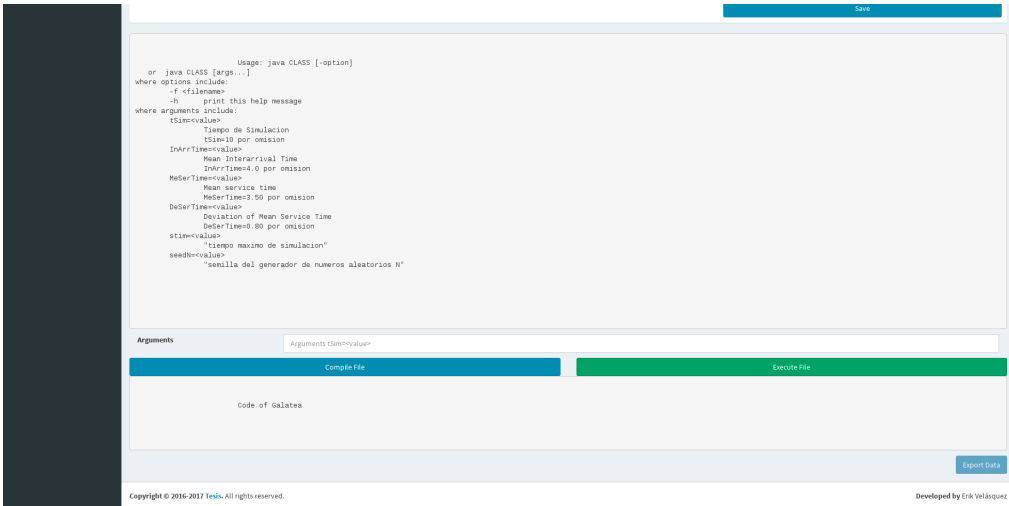 Save
Usage: java CLASS [-option]
or java CLASS [args...]
where options include:
-f <filename>
-h print this help message
where arguments include:
tSim=<value>
Tiempo de Simulacion
tSim=10 por omision
InArrTime=<value>
Mean Interarrival Time
InArrTime=4.0 por omision
MeSerTime=<value>
Mean service time
MeSerTime=3.50 por omision
DeSerTime=<value>
Deviation of Mean Service Time
DeSerTime=0.80 por omision
stim=<value>
"tiempo maximo de simulacion"
seedN=<value>
"semilla del generador de numeros aleatorios N"
Arguments Arguments tSim=<value>
Compile File Execute File
Code of Galatea
Export Data
Copyright © 2016-2017 Tesis. All rights reserved. Developed by Erik Velásquez